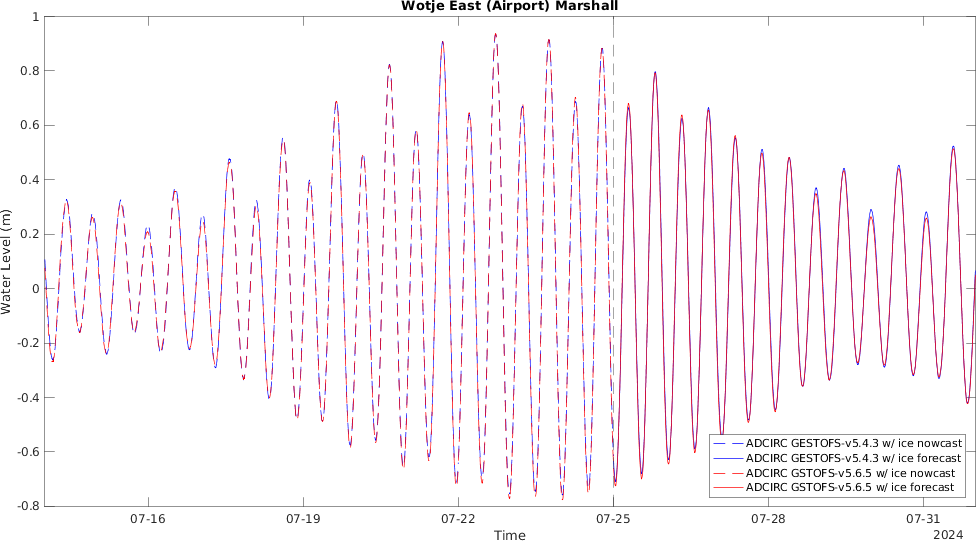 Wotje East (Airport) Marshall
1
0.8
0.6
0.4
0.2
0
-0.2
-0.4
-0.6
-0.8
Water Level (m)
07-16
07-19
07-22
07-25
07-28
07-31
Time
2024
ADCIRC GESTOFS-v5.4.3 w/ ice nowcast
ADCIRC GESTOFS-v5.4.3 w/ ice forecast
ADCIRC GSTOFS-v5.6.5 w/ ice nowcast
ADCIRC GSTOFS-v5.6.5 w/ ice forecast